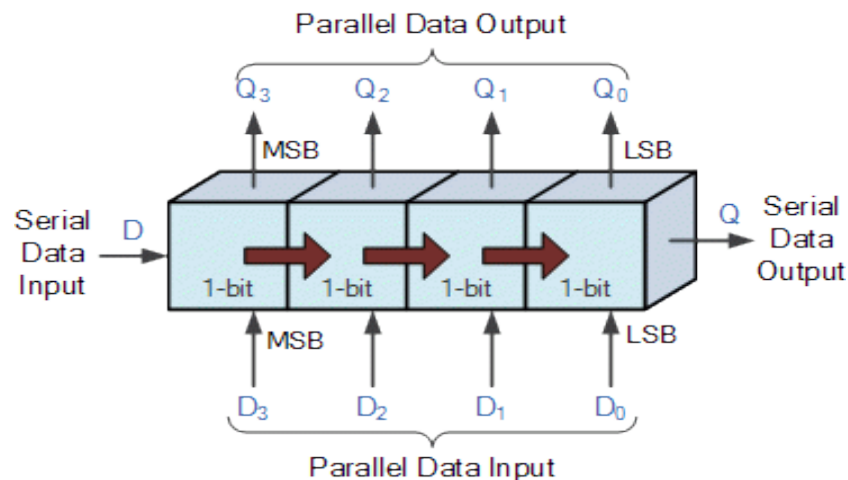 Parallel Data Output
Q₃ Q₂ Q₁ Q₀
MSB LSB
Serial
Data
Input
D
Q
Serial
Data
Output
1-bit 1-bit 1-bit 1-bit
MSB LSB
D₃ D₂ D₁ D₀
Parallel Data Input